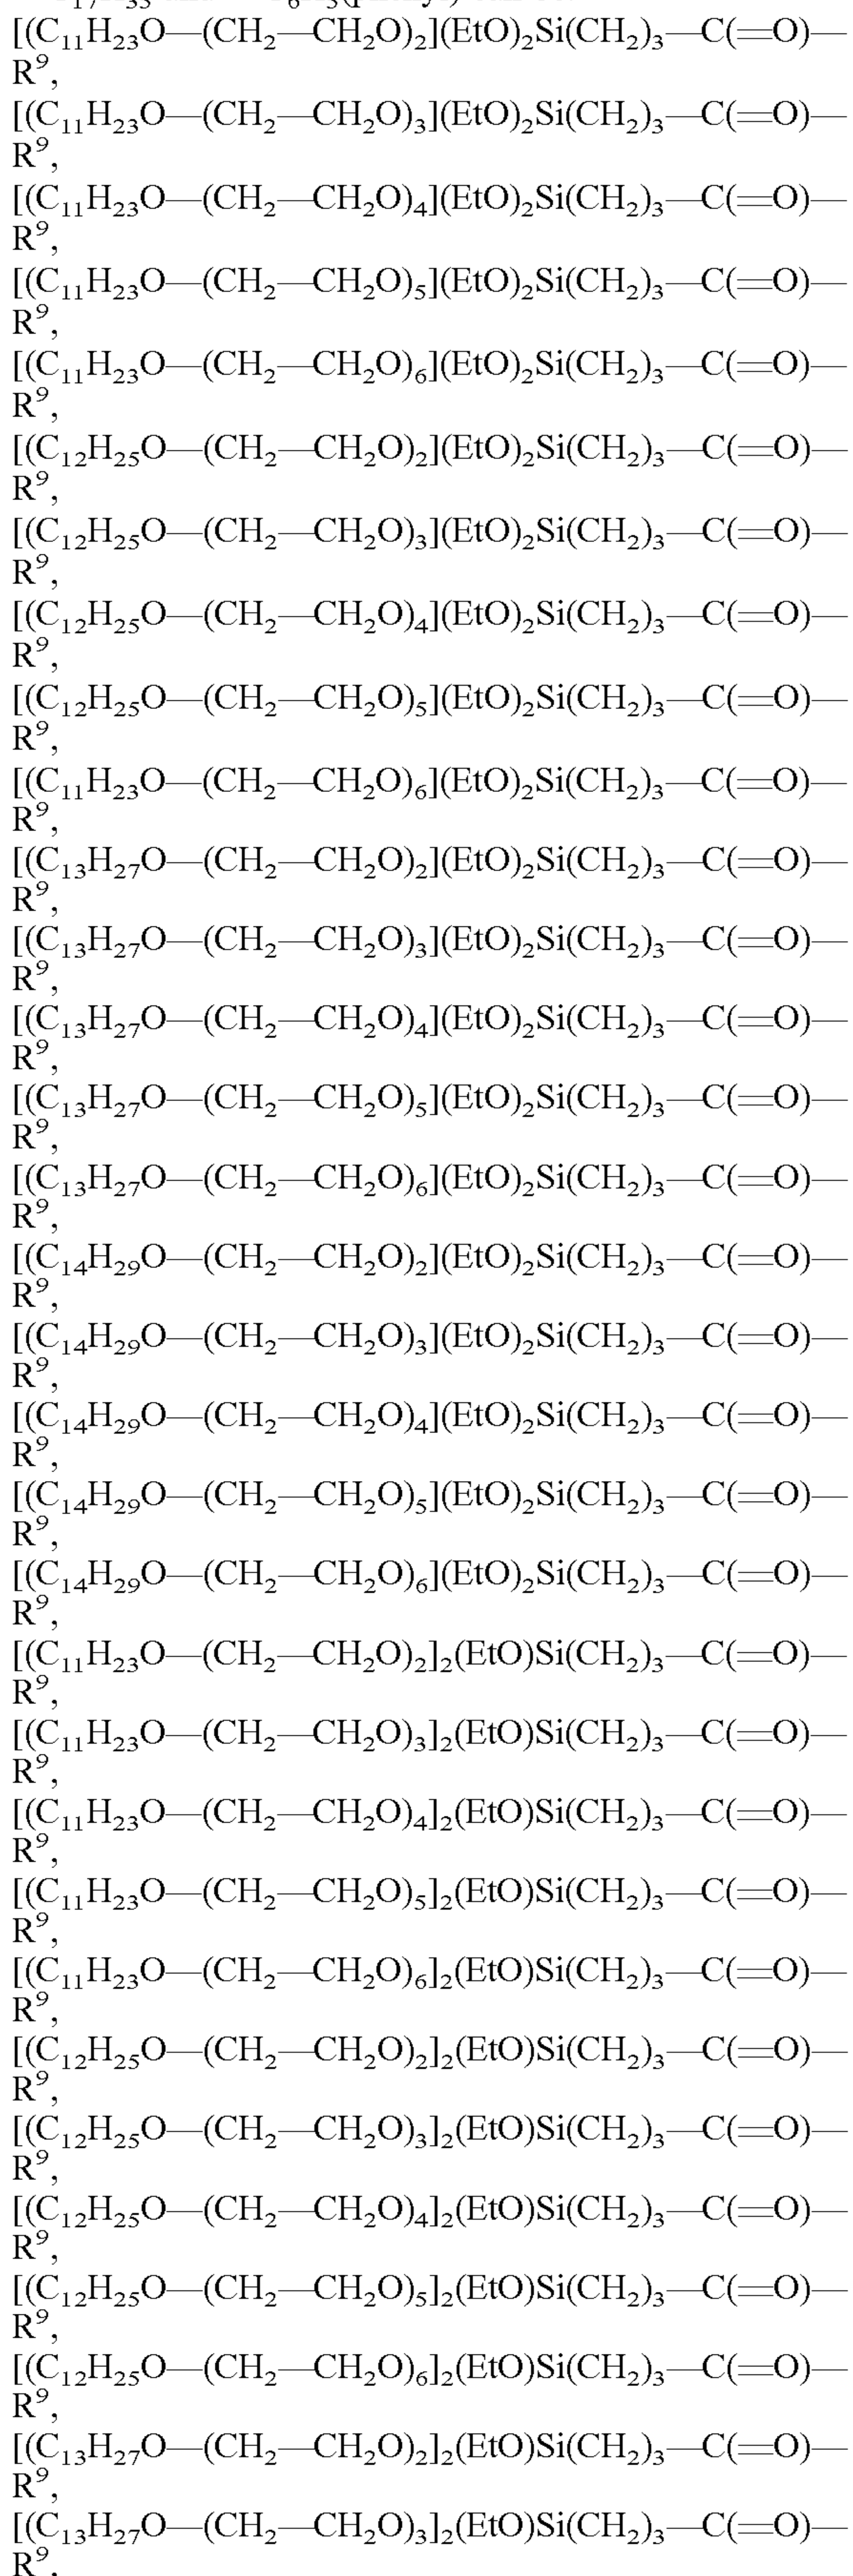 [(C₁₁H₂₃O—(CH₂—CH₂O)₂](EtO)₂Si(CH₂)₃—C(=O)—
R⁹,
[(C₁₁H₂₃O—(CH₂—CH₂O)₃](EtO)₂Si(CH₂)₃—C(=O)—
R⁹,
[(C₁₁H₂₃O—(CH₂—CH₂O)₄](EtO)₂Si(CH₂)₃—C(=O)—
R⁹,
[(C₁₁H₂₃O—(CH₂—CH₂O)₅](EtO)₂Si(CH₂)₃—C(=O)—
R⁹,
[(C₁₁H₂₃O—(CH₂—CH₂O)₆](EtO)₂Si(CH₂)₃—C(=O)—
R⁹,
[(C₁₂H₂₅O—(CH₂—CH₂O)₂](EtO)₂Si(CH₂)₃—C(=O)—
R⁹,
[(C₁₂H₂₅O—(CH₂—CH₂O)₃](EtO)₂Si(CH₂)₃—C(=O)—
R⁹,
[(C₁₂H₂₅O—(CH₂—CH₂O)₄](EtO)₂Si(CH₂)₃—C(=O)—
R⁹,
[(C₁₂H₂₅O—(CH₂—CH₂O)₅](EtO)₂Si(CH₂)₃—C(=O)—
R⁹,
[(C₁₁H₂₃O—(CH₂—CH₂O)₆](EtO)₂Si(CH₂)₃—C(=O)—
R⁹,
[(C₁₃H₂₇O—(CH₂—CH₂O)₂](EtO)₂Si(CH₂)₃—C(=O)—
R⁹,
[(C₁₃H₂₇O—(CH₂—CH₂O)₃](EtO)₂Si(CH₂)₃—C(=O)—
R⁹,
[(C₁₃H₂₇O—(CH₂—CH₂O)₄](EtO)₂Si(CH₂)₃—C(=O)—
R⁹,
[(C₁₃H₂₇O—(CH₂—CH₂O)₅](EtO)₂Si(CH₂)₃—C(=O)—
R⁹,
[(C₁₃H₂₇O—(CH₂—CH₂O)₆](EtO)₂Si(CH₂)₃—C(=O)—
R⁹,
[(C₁₄H₂₉O—(CH₂—CH₂O)₂](EtO)₂Si(CH₂)₃—C(=O)—
R⁹,
[(C₁₄H₂₉O—(CH₂—CH₂O)₃](EtO)₂Si(CH₂)₃—C(=O)—
R⁹,
[(C₁₄H₂₉O—(CH₂—CH₂O)₄](EtO)₂Si(CH₂)₃—C(=O)—
R⁹,
[(C₁₄H₂₉O—(CH₂—CH₂O)₅](EtO)₂Si(CH₂)₃—C(=O)—
R⁹,
[(C₁₄H₂₉O—(CH₂—CH₂O)₆](EtO)₂Si(CH₂)₃—C(=O)—
R⁹,
[(C₁₁H₂₃O—(CH₂—CH₂O)₂]₂(EtO)Si(CH₂)₃—C(=O)—
R⁹,
[(C₁₁H₂₃O—(CH₂—CH₂O)₃]₂(EtO)Si(CH₂)₃—C(=O)—
R⁹,
[(C₁₁H₂₃O—(CH₂—CH₂O)₄]₂(EtO)Si(CH₂)₃—C(=O)—
R⁹,
[(C₁₁H₂₃O—(CH₂—CH₂O)₅]₂(EtO)Si(CH₂)₃—C(=O)—
R⁹,
[(C₁₁H₂₃O—(CH₂—CH₂O)₆]₂(EtO)Si(CH₂)₃—C(=O)—
R⁹,
[(C₁₂H₂₅O—(CH₂—CH₂O)₂]₂(EtO)Si(CH₂)₃—C(=O)—
R⁹,
[(C₁₂H₂₅O—(CH₂—CH₂O)₃]₂(EtO)Si(CH₂)₃—C(=O)—
R⁹,
[(C₁₂H₂₅O—(CH₂—CH₂O)₄]₂(EtO)Si(CH₂)₃—C(=O)—
R⁹,
[(C₁₂H₂₅O—(CH₂—CH₂O)₅]₂(EtO)Si(CH₂)₃—C(=O)—
R⁹,
[(C₁₂H₂₅O—(CH₂—CH₂O)₆]₂(EtO)Si(CH₂)₃—C(=O)—
R⁹,
[(C₁₃H₂₇O—(CH₂—CH₂O)₂]₂(EtO)Si(CH₂)₃—C(=O)—
R⁹,
[(C₁₃H₂₇O—(CH₂—CH₂O)₃]₂(EtO)Si(CH₂)₃—C(=O)—
R⁹,